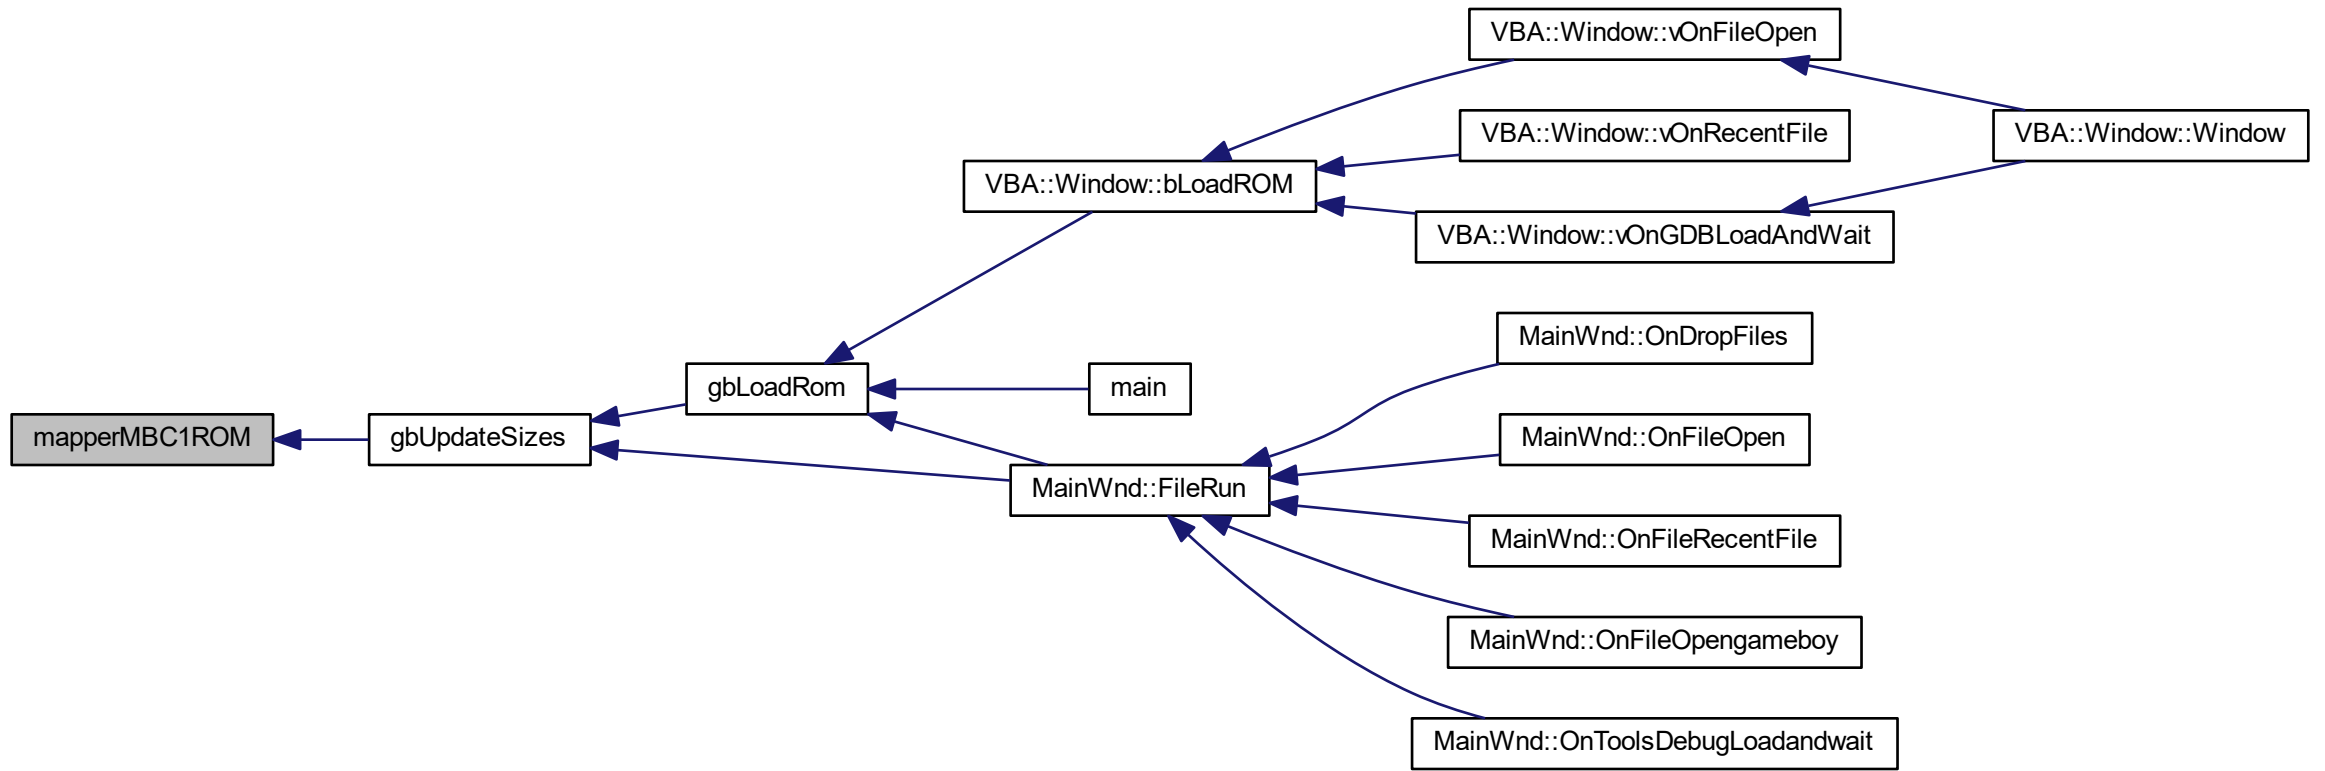 VBA::Window::vOnFileOpen
VBA::Window::vOnRecentFile
VBA::Window::Window
VBA::Window::bLoadROM
VBA::Window::vOnGDBLoadAndWait
MainWnd::OnDropFiles
gbLoadRom
main
mapperMBC1ROM
gbUpdateSizes
MainWnd::OnFileOpen
MainWnd::FileRun
MainWnd::OnFileRecentFile
MainWnd::OnFileOpengameboy
MainWnd::OnToolsDebugLoadandwait